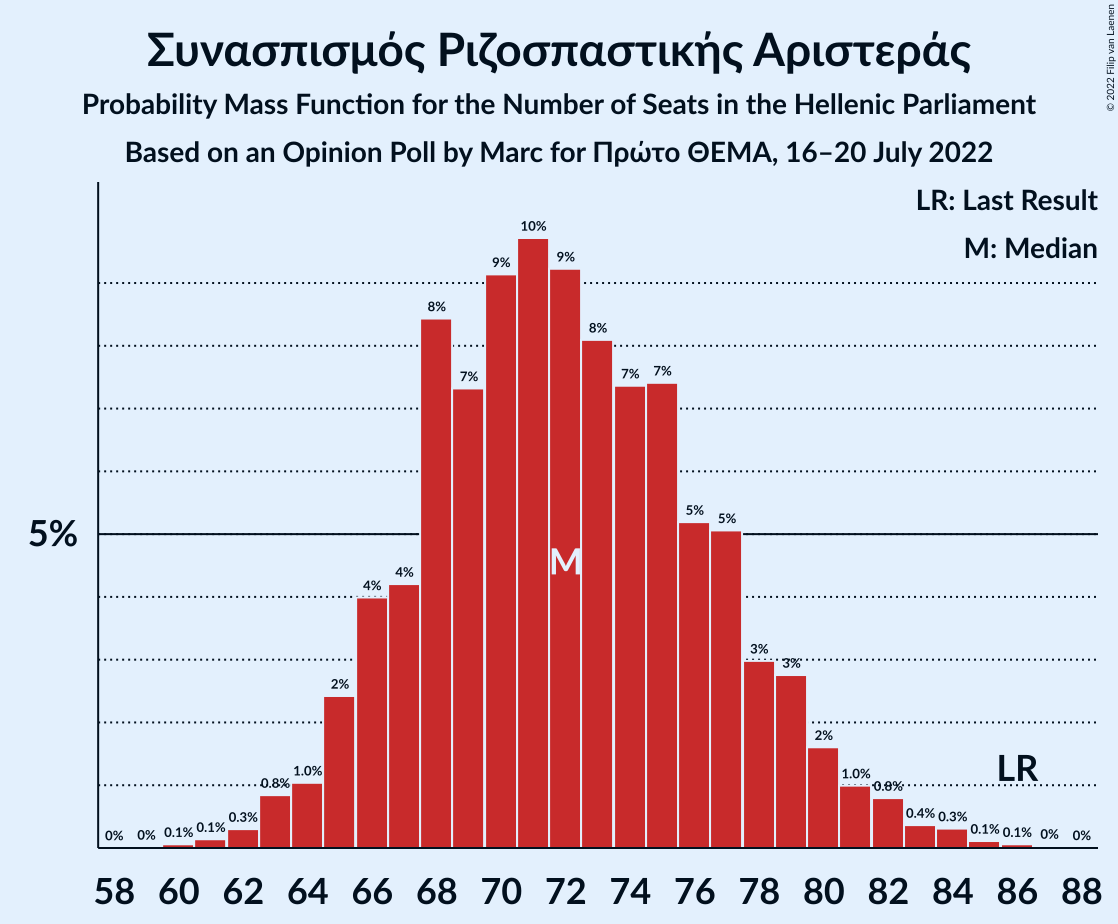 Συνασπισμός Ριζοσπαστικής Αριστεράς
Probability Mass Function for the Number of Seats in the Hellenic Parliament
Based on an Opinion Poll by Marc for Πρώτο ΘΕΜΑ, 16–20 July 2022
© 2022 Filip van Laenen
LR: Last Result
M: Median
5%
0% 0% 0.1% 0.1% 0.3% 0.8% 1.0% 2% 4% 4% 8% 7% 9% 10% 9% 8% 7% 7% 5% 5% 3% 3% 2% 1.0% 0.8% 0.4% 0.3% 0.1% 0.1% 0% 0%
M
LR
58 60 62 64 66 68 70 72 74 76 78 80 82 84 86 88